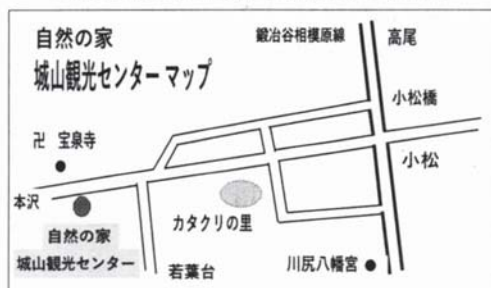 自然の家
城山観光センター マップ
鍛冶谷相模原線
高尾
小松橋
小松
卍 宝泉寺
本沢
カタクリの里
自然の家
城山観光センター
若葉台
川尻八幡宮